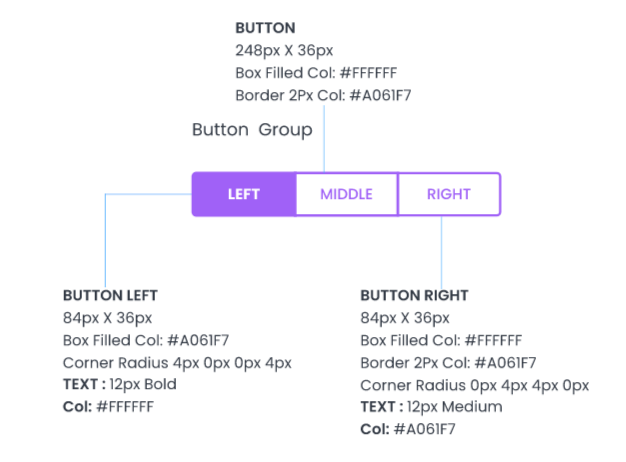 BUTTON
248px X 36px
Box Filled Col: #FFFFFF
Border 2Px Col: #A061F7
Button Group
LEFT
MIDDLE
RIGHT
BUTTON LEFT
84px X 36px
Box Filled Col: #A061F7
Corner Radius 4px 0px 0px 4px
TEXT : 12px Bold
Col: #FFFFFF
BUTTON RIGHT
84px X 36px
Box Filled Col: #FFFFFF
Border 2Px Col: #A061F7
Corner Radius 0px 4px 4px 0px
TEXT : 12px Medium
Col: #A061F7